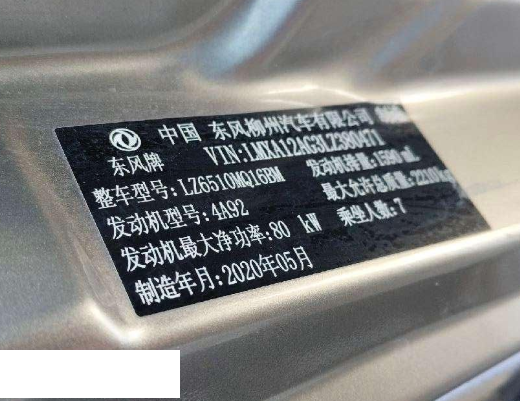 中国 东风柳州汽车有限公司
东风牌 VIN:LMXA12AG3LZ380471
整车型号:LZ6510MQ16BM 发动机排量:1590 mL
发动机型号:4A92 最大允许总质量:2210kg
发动机最大净功率:80 kW 乘坐人数:7
制造年月:2020年05月